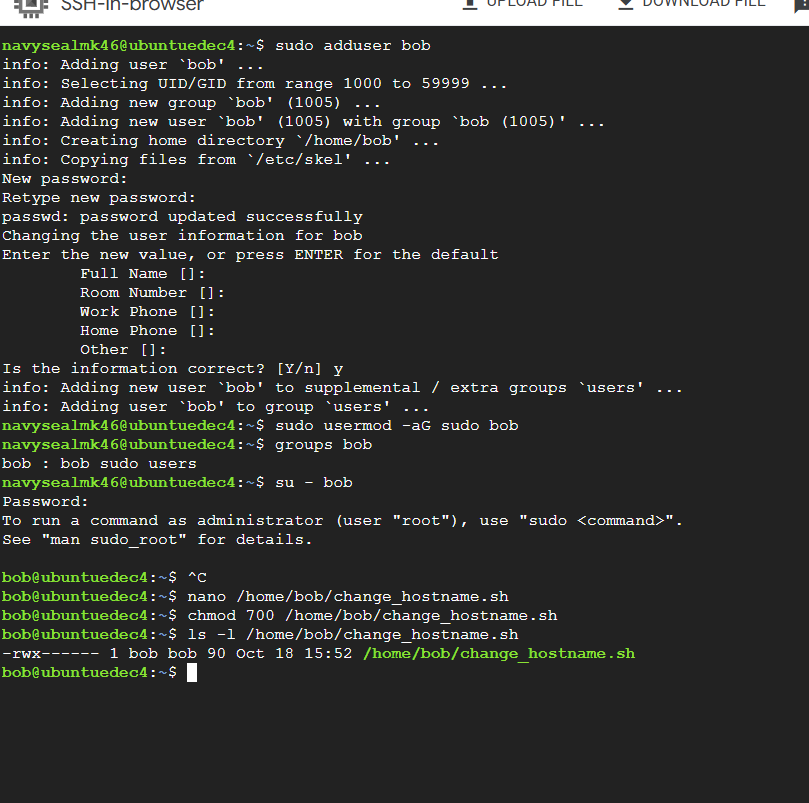 SSH-in-browser UPLOAD FILE DOWNLOAD FILE
navysealmk46@ubuntuedec4:~$ sudo adduser bob
info: Adding user `bob' ...
info: Selecting UID/GID from range 1000 to 59999 ...
info: Adding new group `bob' (1005) ...
info: Adding new user `bob' (1005) with group `bob (1005)' ...
info: Creating home directory `/home/bob' ...
info: Copying files from `/etc/skel' ...
New password:
Retype new password:
passwd: password updated successfully
Changing the user information for bob
Enter the new value, or press ENTER for the default
        Full Name []:
        Room Number []:
        Work Phone []:
        Home Phone []:
        Other []:
Is the information correct? [Y/n] y
info: Adding new user `bob' to supplemental / extra groups `users' ...
info: Adding user `bob' to group `users' ...
navysealmk46@ubuntuedec4:~$ sudo usermod -aG sudo bob
navysealmk46@ubuntuedec4:~$ groups bob
bob : bob sudo users
navysealmk46@ubuntuedec4:~$ su - bob
Password:
To run a command as administrator (user "root"), use "sudo <command>".
See "man sudo_root" for details.
bob@ubuntuedec4:~$ ^C
bob@ubuntuedec4:~$ nano /home/bob/change_hostname.sh
bob@ubuntuedec4:~$ chmod 700 /home/bob/change_hostname.sh
bob@ubuntuedec4:~$ ls -l /home/bob/change_hostname.sh
-rwx------ 1 bob bob 90 Oct 18 15:52 /home/bob/change_hostname.sh
bob@ubuntuedec4:~$